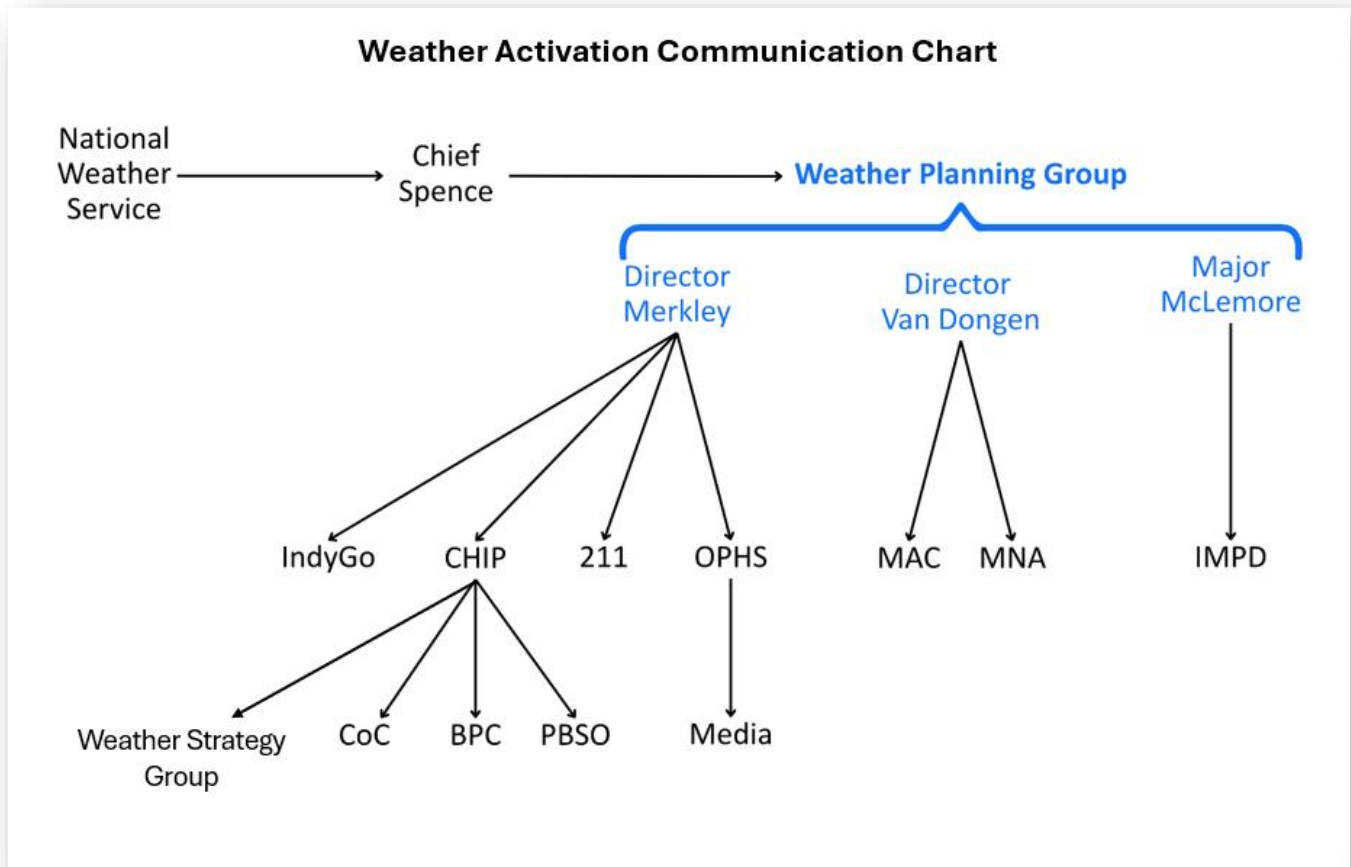 Weather Activation Communication Chart
National
Weather
Service
Chief
Spence
Weather Planning Group
Director
Merkley
Director
Van Dongen
Major
McLemore
IndyGo
CHIP
211
OPHS
MAC
MNA
IMPD
Weather Strategy
Group
CoC
BPC
PBSO
Media